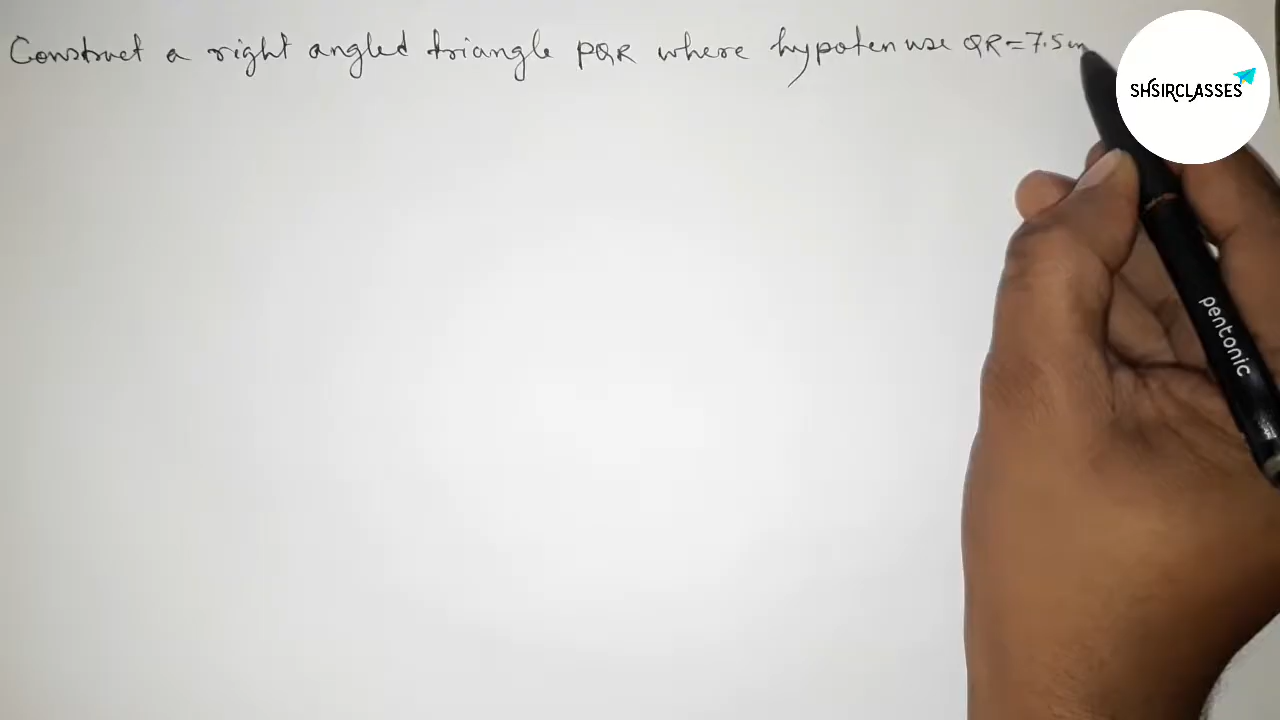 Construct a right angled triangle PQR where hypotenuse QR=7.5cm
SHSIRCLASSES
pentonic